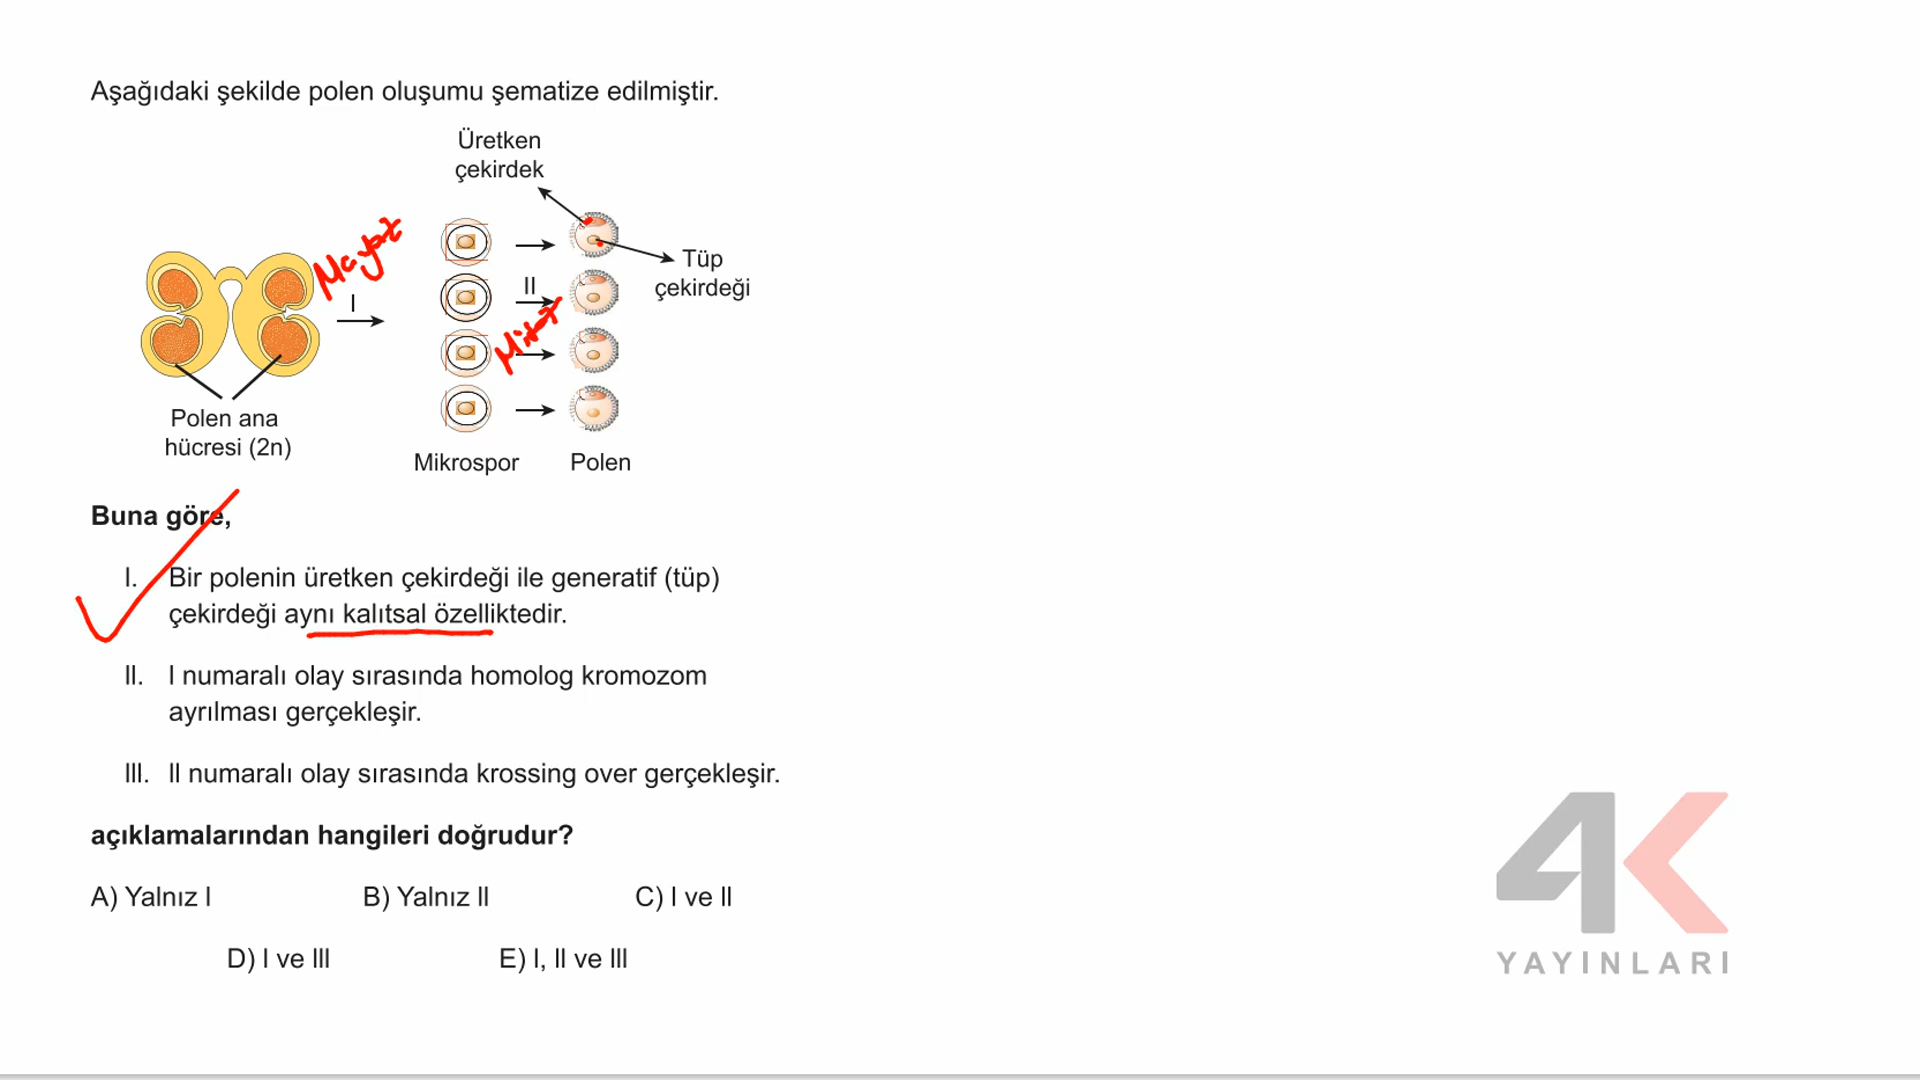 Aşağıdaki şekilde polen oluşumu şematize edilmiştir.
Üretken
çekirdek
Mayoz
I
II
Mitoz
Tüp
çekirdeği
Polen ana
hücresi (2n)
Mikrospor
Polen
Buna göre,
I. Bir polenin üretken çekirdeği ile generatif (tüp)
çekirdeği aynı kalıtsal özelliktedir.
II. I numaralı olay sırasında homolog kromozom
ayrılması gerçekleşir.
III. II numaralı olay sırasında krossing over gerçekleşir.
açıklamalarından hangileri doğrudur?
A) Yalnız I B) Yalnız II C) I ve II
D) I ve III E) I, II ve III
4K
YAYINLARI